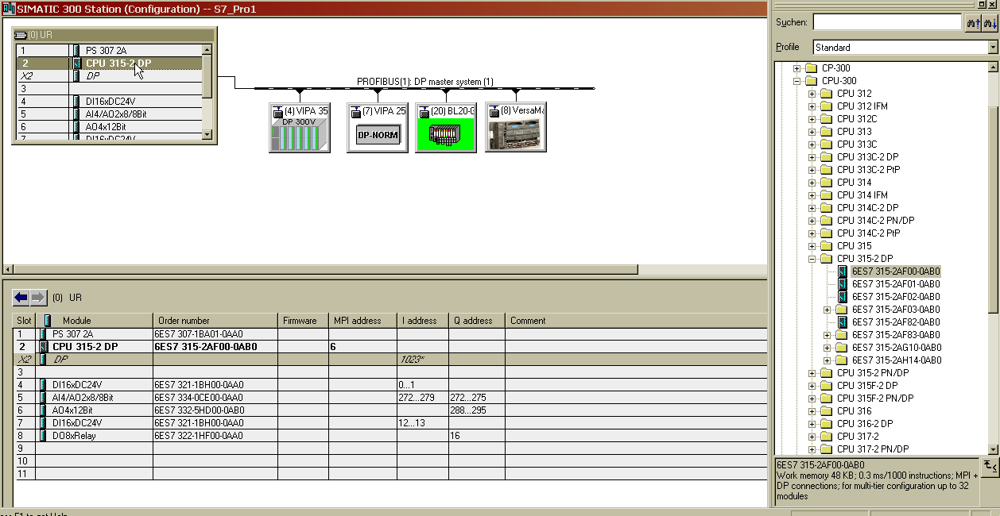 SIMATIC 300 Station (Configuration) -- S7_Pro1
(0) UR
1 PS 307 2A
2 CPU 315-2 DP
X2 DP
3
4 DI16xDC24V
5 AI4/AO2x8/8Bit
6 AO4x12Bit
7 DI16xDC24V
PROFIBUS(1): DP master system (1)
(4) VIPA 35
DP 300V
(7) VIPA 25
DP-NORM
(20) BL20-G
(8) VersaMa
(0) UR
Slot Module Order number Firmware MPI address I address Q address Comment
1 PS 307 2A 6ES7 307-1BA01-0AA0
2 CPU 315-2 DP 6ES7 315-2AF00-0AB0 6
X2 DP 1023*
3
4 DI16xDC24V 6ES7 321-1BH00-0AA0 0...1
5 AI4/AO2x8/8Bit 6ES7 334-0CE00-0AA0 272...279 272...275
6 AO4x12Bit 6ES7 332-5HD00-0AB0 288...295
7 DI16xDC24V 6ES7 321-1BH00-0AA0 12...13
8 DO8xRelay 6ES7 322-1HF00-0AA0 16
9
10
11
Suchen:
Profile Standard
CP-300
CPU-300
CPU 312
CPU 312 IFM
CPU 312C
CPU 313
CPU 313C
CPU 313C-2 DP
CPU 313C-2 PtP
CPU 314
CPU 314 IFM
CPU 314C-2 DP
CPU 314C-2 PN/DP
CPU 314C-2 PtP
CPU 315
CPU 315-2 DP
6ES7 315-2AF00-0AB0
6ES7 315-2AF01-0AB0
6ES7 315-2AF02-0AB0
6ES7 315-2AF03-0AB0
6ES7 315-2AF82-0AB0
6ES7 315-2AF83-0AB0
6ES7 315-2AG10-0AB0
6ES7 315-2AH14-0AB0
CPU 315-2 PN/DP
CPU 315F-2 DP
CPU 315F-2 PN/DP
CPU 316
CPU 316-2 DP
CPU 317-2
CPU 317-2 PN/DP
6ES7 315-2AF00-0AB0
Work memory 48 KB; 0.3 ms/1000 instructions; MPI +
DP connections; for multi-tier configuration up to 32
modules
F1 to get Help